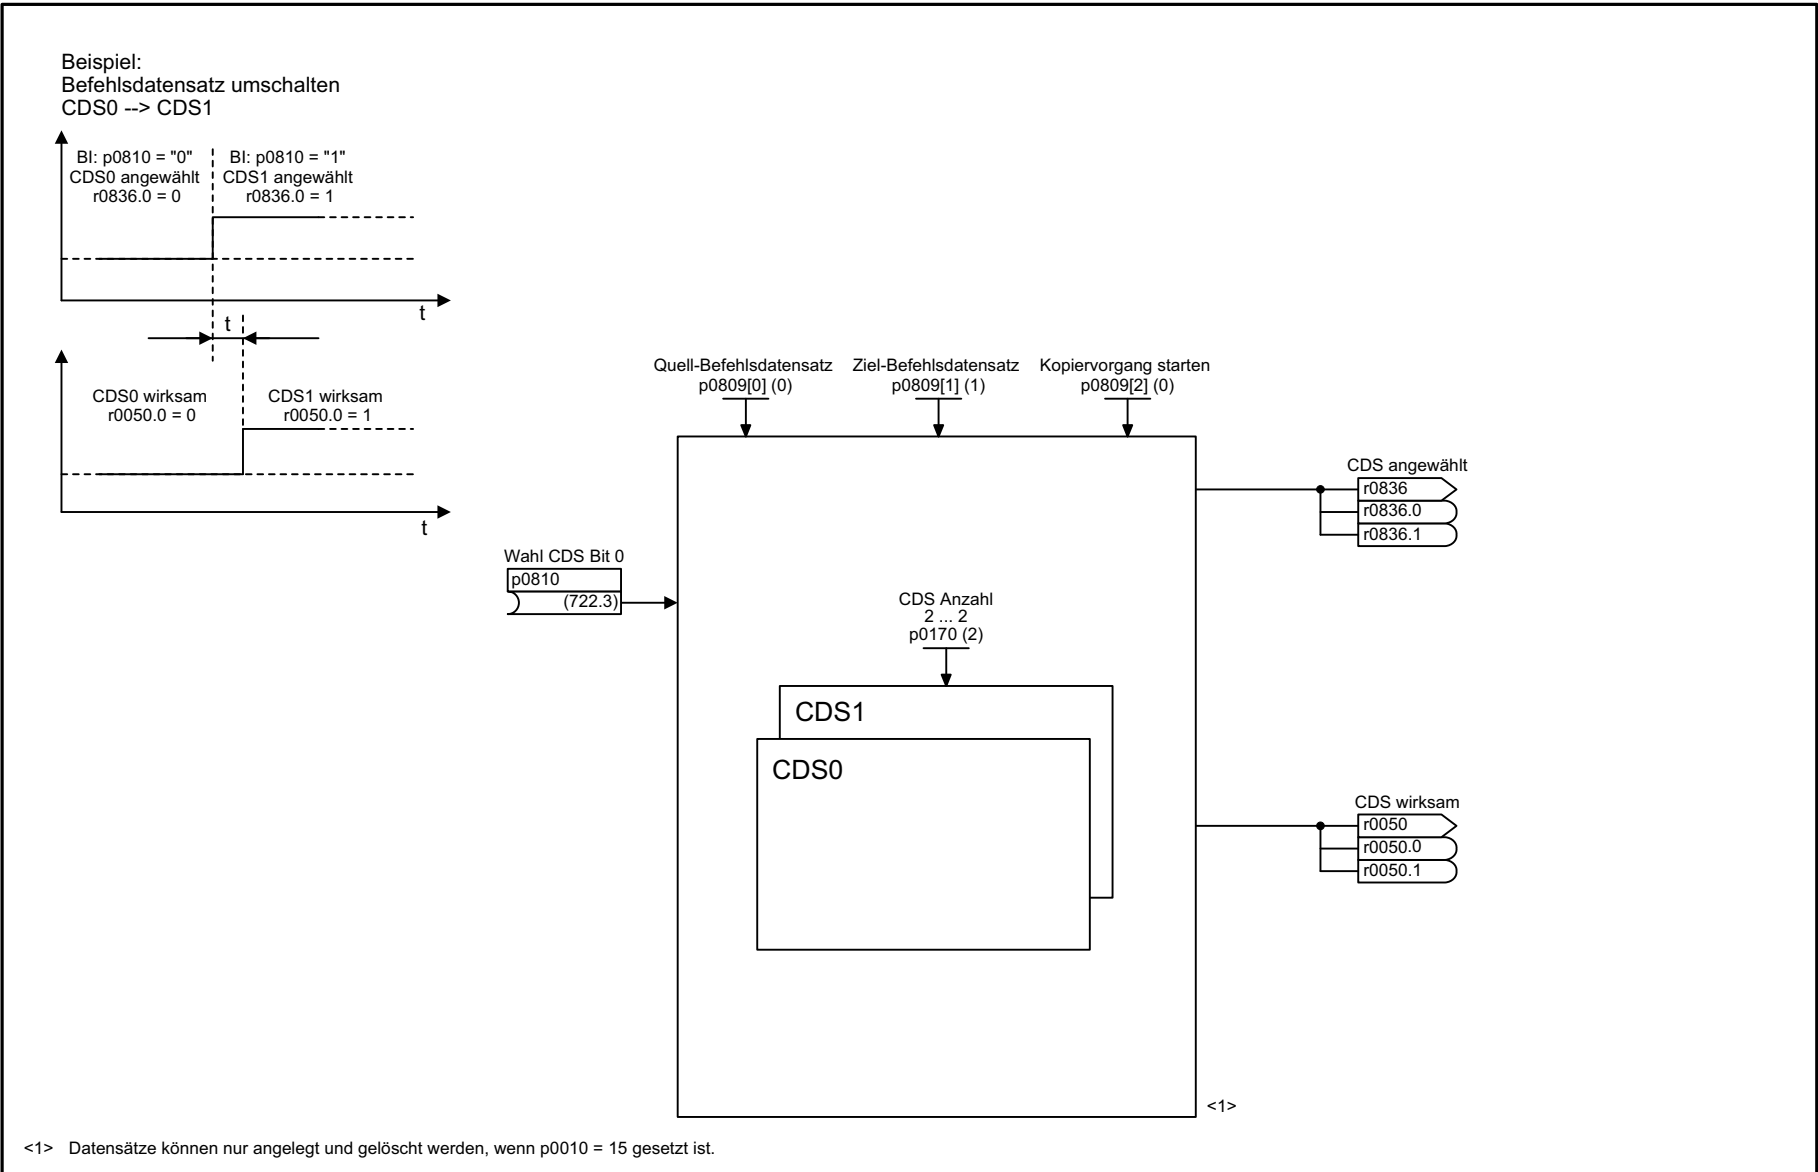 Beispiel:
Befehlsdatensatz umschalten
CDS0 --> CDS1
BI: p0810 = "0"
CDS0 angewählt
r0836.0 = 0
BI: p0810 = "1"
CDS1 angewählt
r0836.0 = 1
t
t
CDS0 wirksam
r0050.0 = 0
CDS1 wirksam
r0050.0 = 1
t
Quell-Befehlsdatensatz
p0809[0] (0)
Ziel-Befehlsdatensatz
p0809[1] (1)
Kopiervorgang starten
p0809[2] (0)
CDS angewählt
r0836
r0836.0
r0836.1
Wahl CDS Bit 0
p0810
(722.3)
CDS Anzahl
2 ... 2
p0170 (2)
CDS1
CDS0
CDS wirksam
r0050
r0050.0
r0050.1
<1>
<1> Datensätze können nur angelegt und gelöscht werden, wenn p0010 = 15 gesetzt ist.